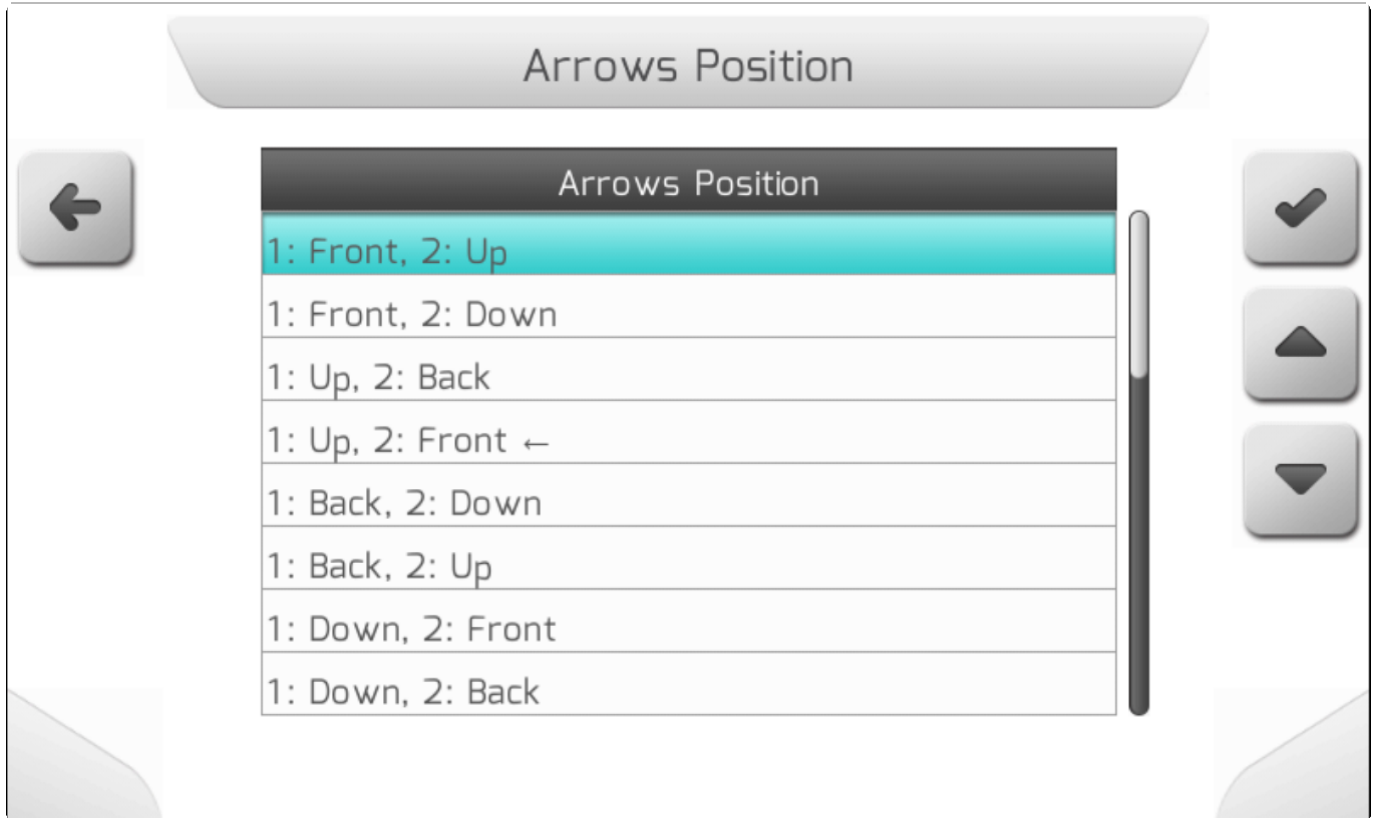 Arrows Position
Arrows Position
1: Front, 2: Up
1: Front, 2: Down
1: Up, 2: Back
1: Up, 2: Front ←
1: Back, 2: Down
1: Back, 2: Up
1: Down, 2: Front
1: Down, 2: Back